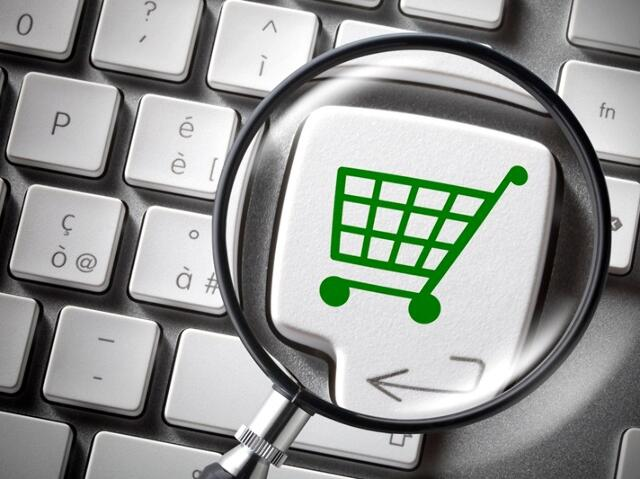 0
?
'
^
ì
fn
P
é
è [
ç
ò @
°
à #
_
-